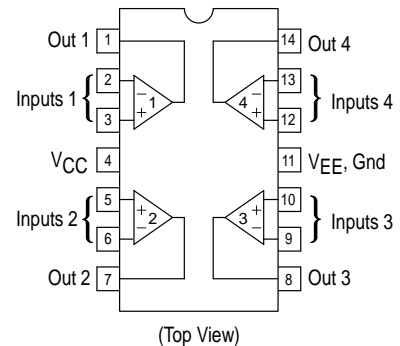 Out 1 1 14 Out 4
2 − 1 + − 4 + 13
Inputs 1 Inputs 4
3 12
VCC 4 11 VEE, Gnd
5 + 2 − + 3 − 10
Inputs 2 Inputs 3
6 9
Out 2 7 8 Out 3
(Top View)